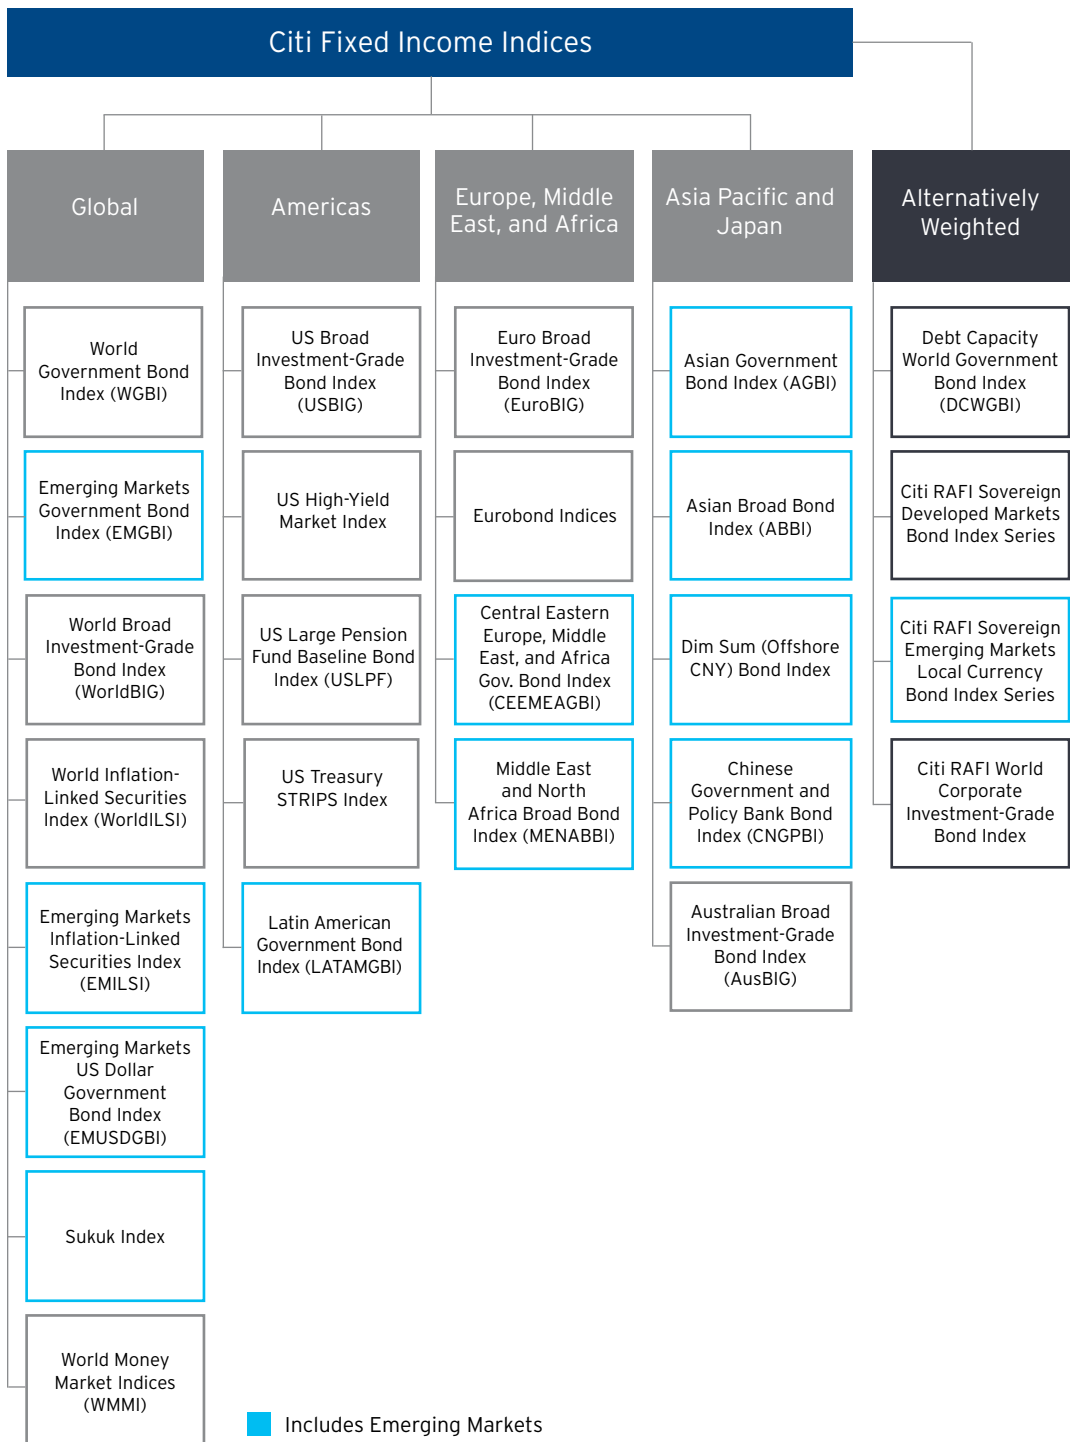 Citi Fixed Income Indices
Global
Americas
Europe, Middle
East, and Africa
Asia Pacific and
Japan
Alternatively
Weighted
World
Government Bond
Index (WGBI)
Emerging Markets
Government Bond
Index (EMGBI)
World Broad
Investment-Grade
Bond Index
(WorldBIG)
World Inflation-
Linked Securities
Index (WorldILSI)
Emerging Markets
Inflation-Linked
Securities Index
(EMILSI)
Emerging Markets
US Dollar
Government
Bond Index
(EMUSDGBI)
Sukuk Index
World Money
Market Indices
(WMMI)
US Broad
Investment-Grade
Bond Index
(USBIG)
US High-Yield
Market Index
US Large Pension
Fund Baseline Bond
Index (USLPF)
US Treasury
STRIPS Index
Latin American
Government Bond
Index (LATAMGBI)
Euro Broad
Investment-Grade
Bond Index
(EuroBIG)
Eurobond Indices
Central Eastern
Europe, Middle
East, and Africa
Gov. Bond Index
(CEEMEAGBI)
Middle East
and North
Africa Broad Bond
Index (MENABBI)
Asian Government
Bond Index (AGBI)
Asian Broad Bond
Index (ABBI)
Dim Sum (Offshore
CNY) Bond Index
Chinese
Government and
Policy Bank Bond
Index (CNGPBI)
Australian Broad
Investment-Grade
Bond Index
(AusBIG)
Debt Capacity
World Government
Bond Index
(DCWGBI)
Citi RAFI Sovereign
Developed Markets
Bond Index Series
Citi RAFI Sovereign
Emerging Markets
Local Currency
Bond Index Series
Citi RAFI World
Corporate
Investment-Grade
Bond Index
Includes Emerging Markets